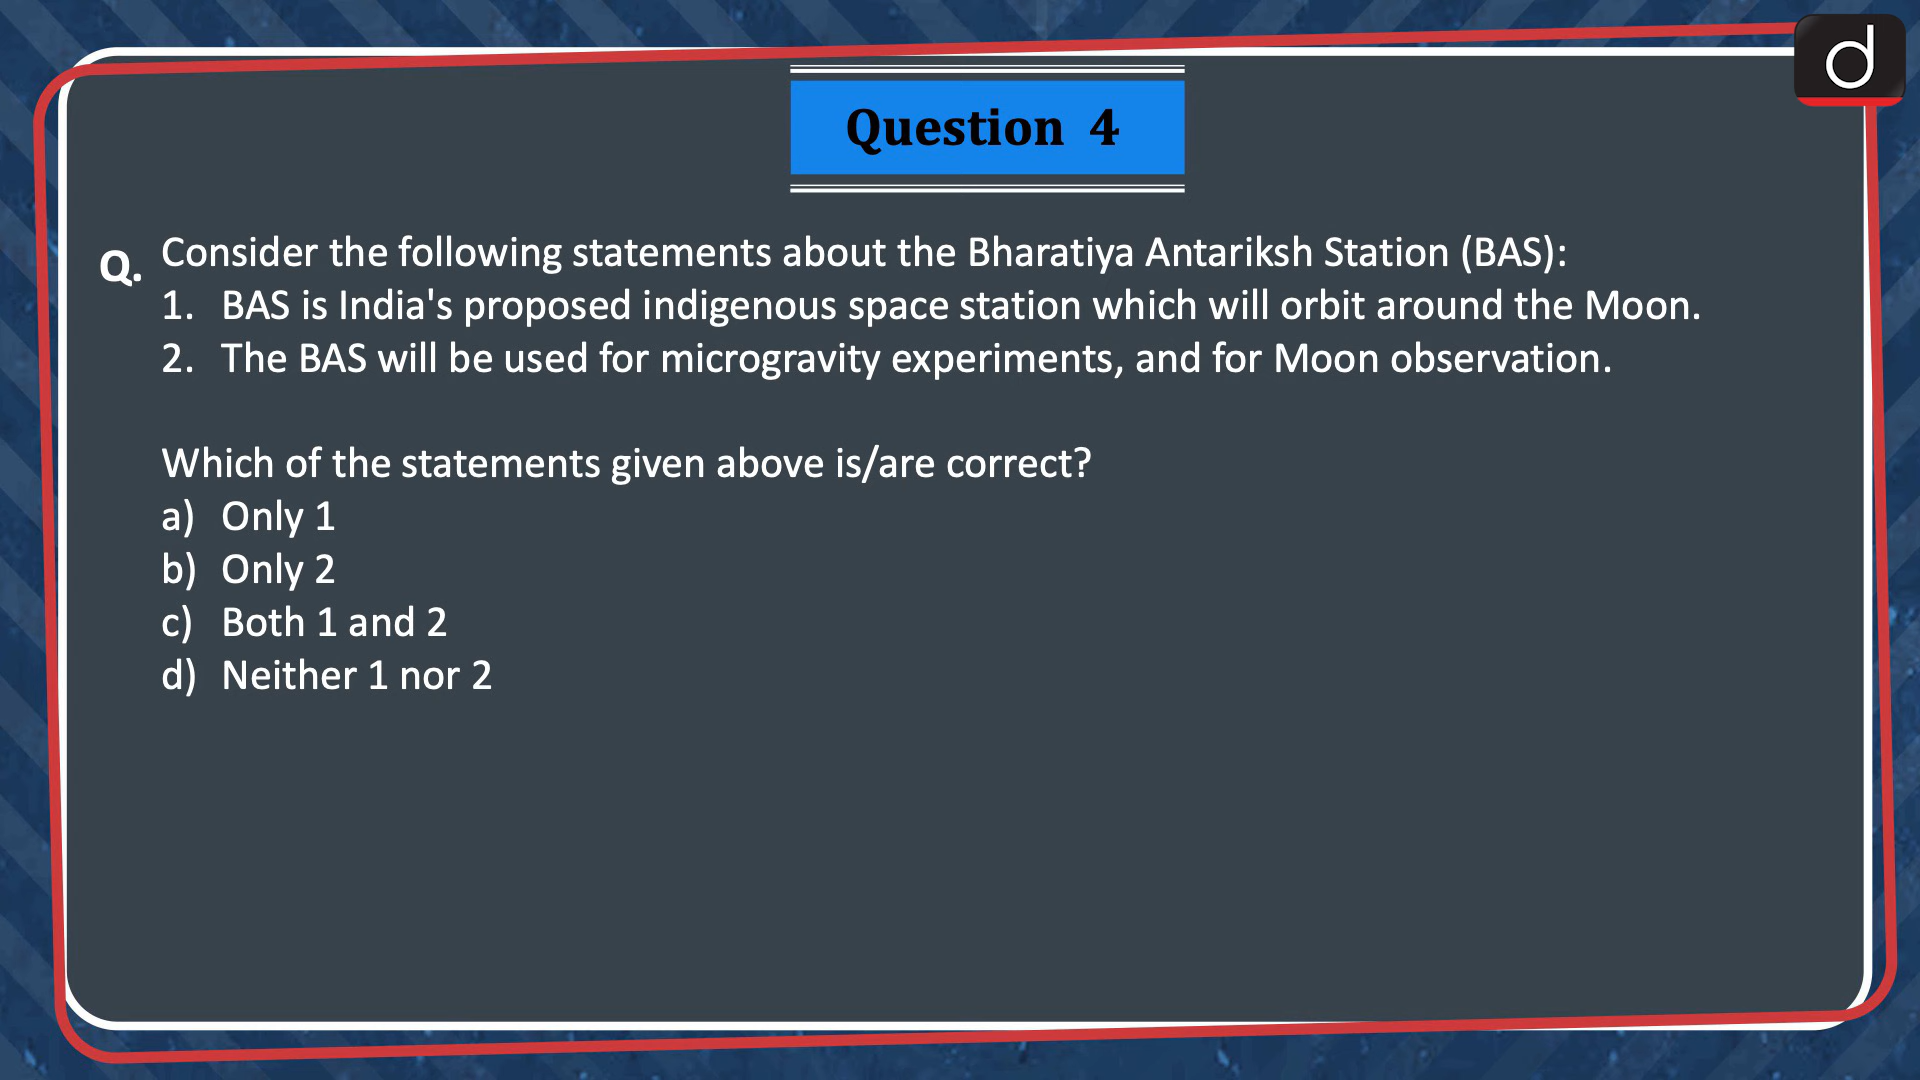 d
Question 4
Q. Consider the following statements about the Bharatiya Antariksh Station (BAS):
1. BAS is India's proposed indigenous space station which will orbit around the Moon.
2. The BAS will be used for microgravity experiments, and for Moon observation.
Which of the statements given above is/are correct?
a) Only 1
b) Only 2
c) Both 1 and 2
d) Neither 1 nor 2